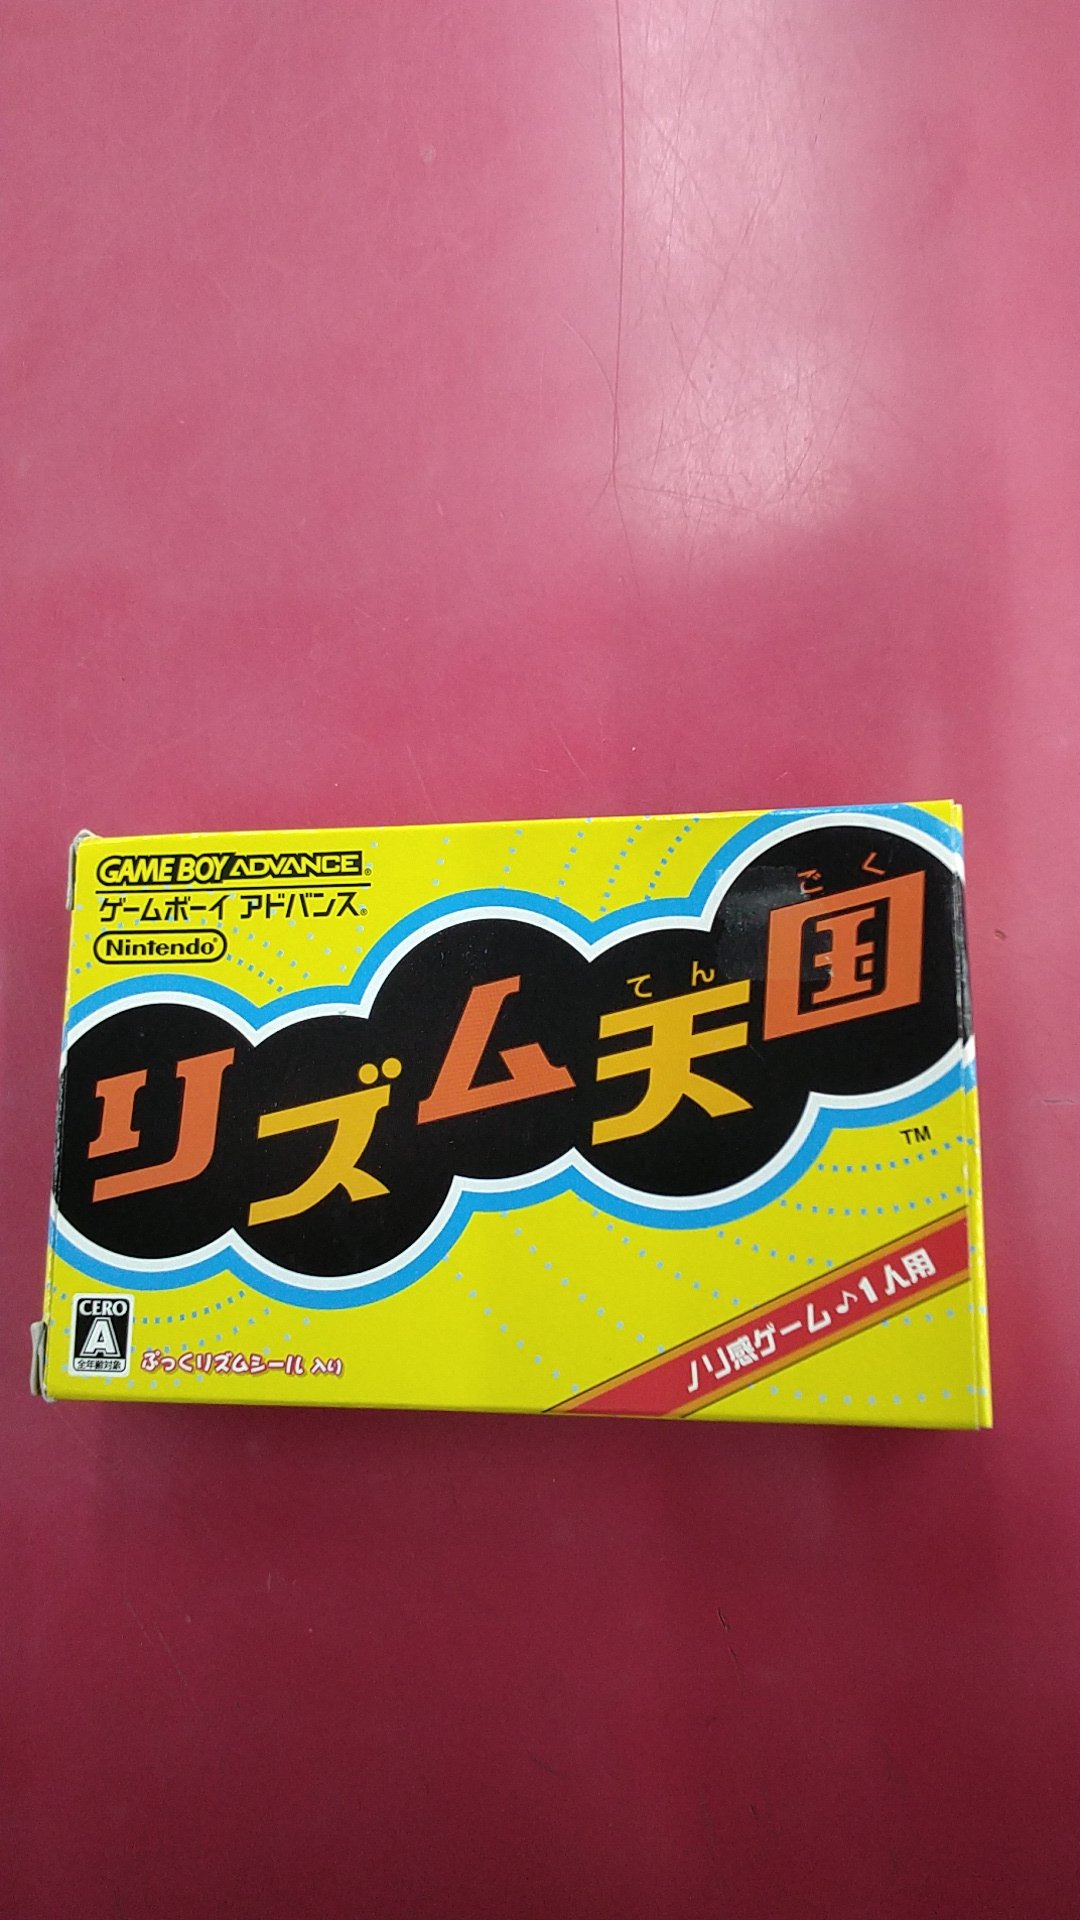 GAME BOY ADVANCE®
ゲームボーイ アドバンス®
Nintendo®
てん ごく
リズム天国
TM
CERO
A
全年齢対象
ぷっくリズムシール 入り
ノリ感ゲーム♪1人用